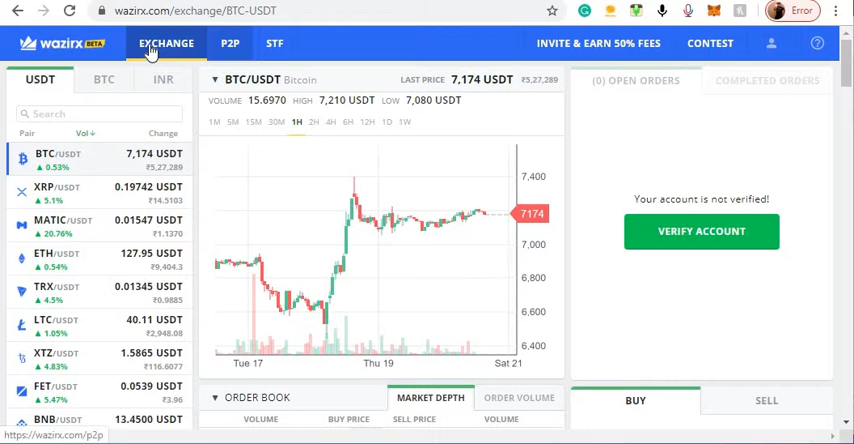 wazirx.com/exchange/BTC-USDT
Error
wazirx BETA
EXCHANGE
P2P
STF
INVITE & EARN 50% FEES
CONTEST
USDT
BTC
INR
Search
Pair
Vol↓
Change
BTC/USDT 7,174 USDT
▲ 0.53% ₹5,27,289
XRP/USDT 0.19742 USDT
▲ 5.1% ₹14.5103
MATIC/USDT 0.01547 USDT
▲ 20.76% ₹1.1370
ETH/USDT 127.95 USDT
▲ 0.54% ₹9,404.3
TRX/USDT 0.01345 USDT
▲ 4.5% ₹0.9885
LTC/USDT 40.11 USDT
▲ 1.05% ₹2,948.08
XTZ/USDT 1.5865 USDT
▲ 4.83% ₹116.6077
FET/USDT 0.0539 USDT
▲ 5.47% ₹3.96
BNB/USDT 13.4500 USDT
https://wazirx.com/p2p
▼ BTC/USDT Bitcoin
LAST PRICE 7,174 USDT ₹5,27,289
VOLUME 15.6970 HIGH 7,210 USDT LOW 7,080 USDT
1M 5M 15M 30M 1H 2H 4H 6H 12H 1D 1W
7,400
7174
7,000
6,800
6,600
6,400
Tue 17 Thu 19 Sat 21
▼ ORDER BOOK
MARKET DEPTH
ORDER VOLUME
VOLUME BUY PRICE SELL PRICE VOLUME
(0) OPEN ORDERS
COMPLETED ORDERS
Your account is not verified!
VERIFY ACCOUNT
BUY
SELL